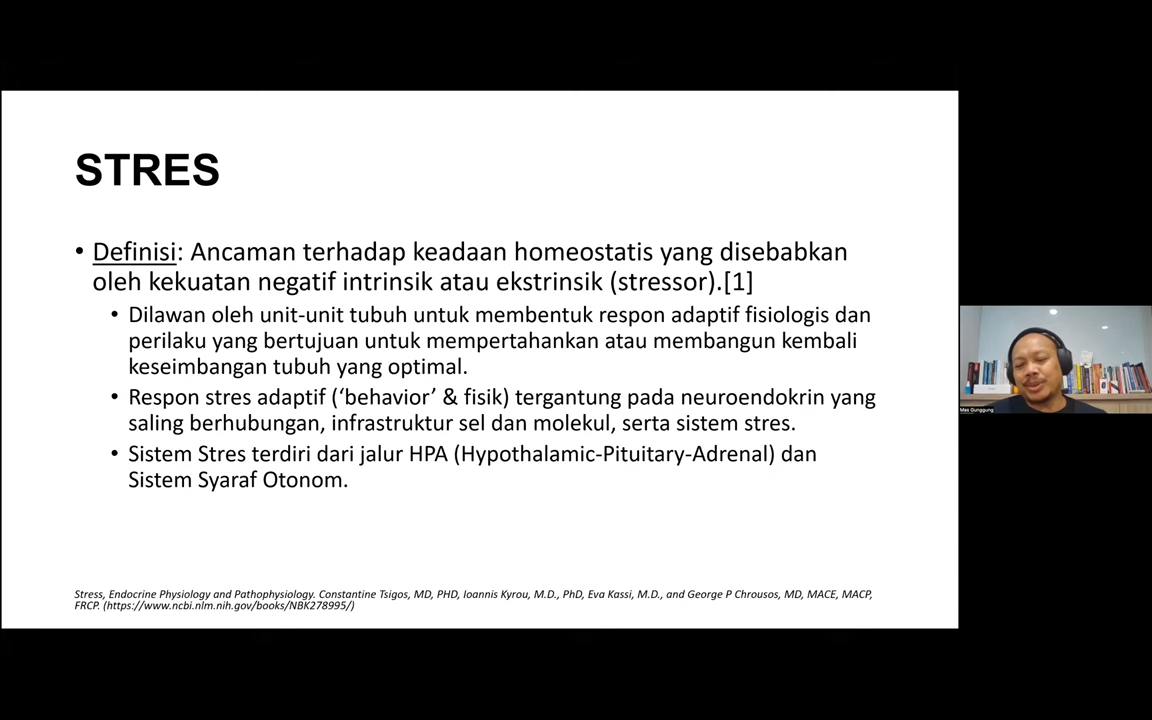 STRES
• Definisi: Ancaman terhadap keadaan homeostatis yang disebabkan
oleh kekuatan negatif intrinsik atau ekstrinsik (stressor).[1]
• Dilawan oleh unit-unit tubuh untuk membentuk respon adaptif fisiologis dan
perilaku yang bertujuan untuk mempertahankan atau membangun kembali
keseimbangan tubuh yang optimal.
• Respon stres adaptif (‘behavior’ & fisik) tergantung pada neuroendokrin yang
saling berhubungan, infrastruktur sel dan molekul, serta sistem stres.
• Sistem Stres terdiri dari jalur HPA (Hypothalamic-Pituitary-Adrenal) dan
Sistem Syaraf Otonom.
Stress, Endocrine Physiology and Pathophysiology. Constantine Tsigos, MD, PHD, Ioannis Kyrou, M.D., PhD, Eva Kassi, M.D., and George P Chrousos, MD, MACE, MACP,
FRCP. (https://www.ncbi.nlm.nih.gov/books/NBK278995/)
Mas Gunggung